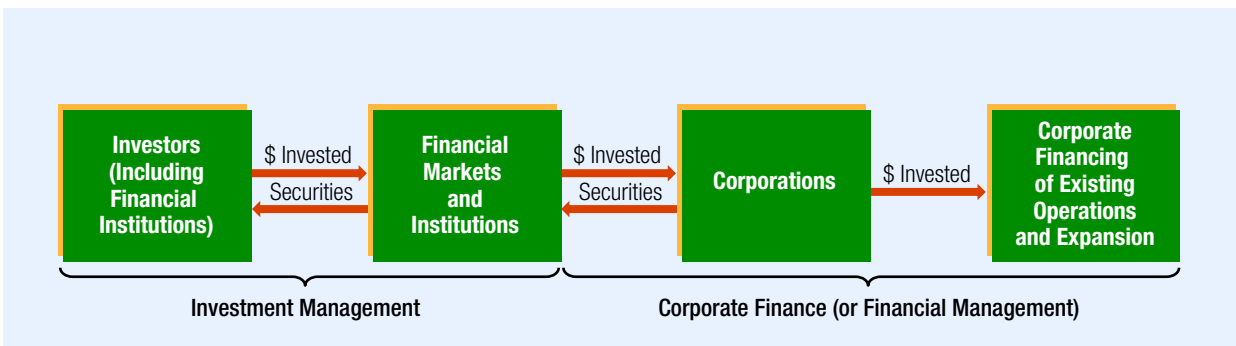 Investors
(Including
Financial
Institutions)
$ Invested
Securities
Financial
Markets
and
Institutions
$ Invested
Securities
Corporations
$ Invested
Corporate
Financing
of Existing
Operations
and Expansion
Investment Management
Corporate Finance (or Financial Management)